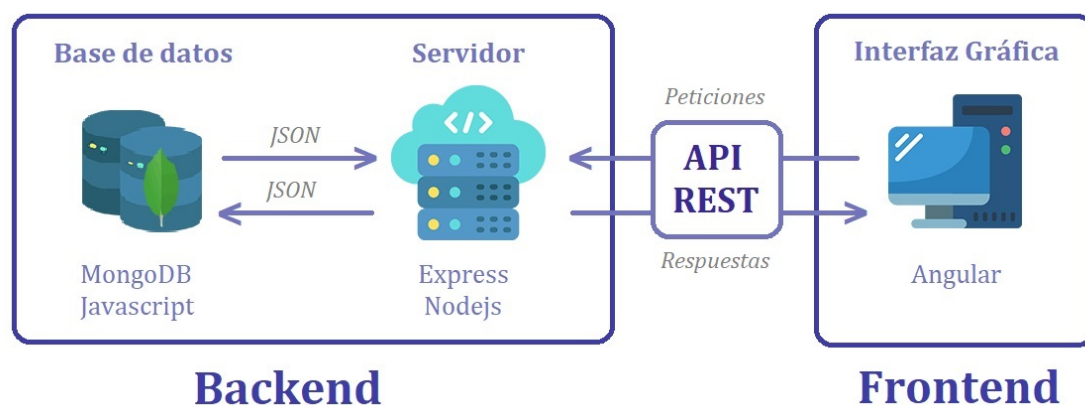 Base de datos
Servidor
JSON
JSON
</>
MongoDB
Javascript
Express
Nodejs
Backend
Peticiones
API
REST
Respuestas
Interfaz Gráfica
Angular
Frontend